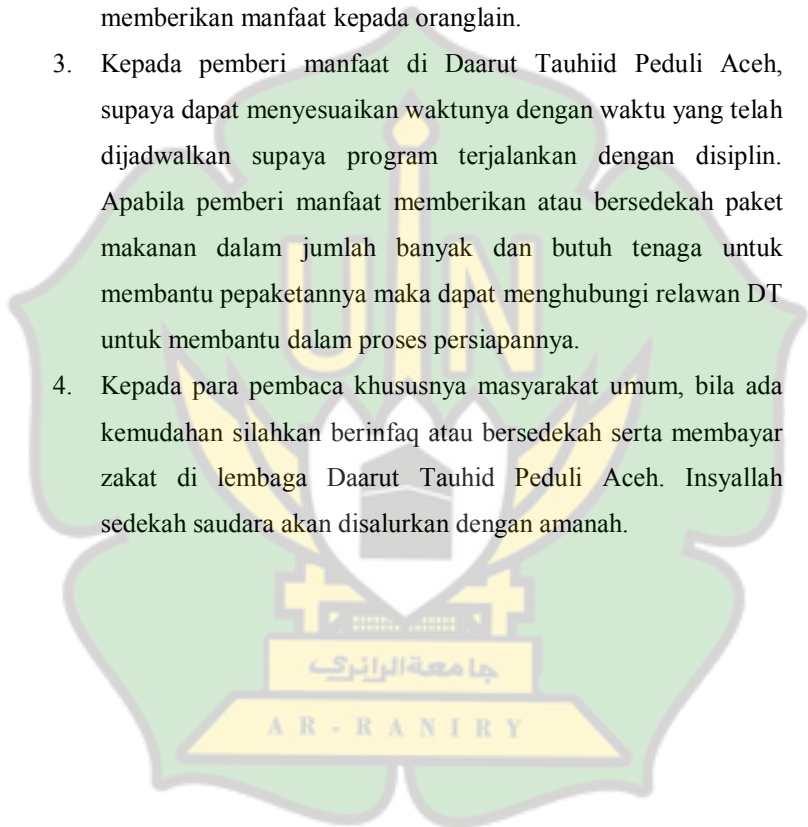 memberikan manfaat kepada oranglain.
3. Kepada pemberi manfaat di Daarut Tauhiid Peduli Aceh,
supaya dapat menyesuaikan waktunya dengan waktu yang telah
dijadwalkan supaya program terjalankan dengan disiplin.
Apabila pemberi manfaat memberikan atau bersedekah paket
makanan dalam jumlah banyak dan butuh tenaga untuk
membantu pepaketannya maka dapat menghubungi relawan DT
untuk membantu dalam proses persiapannya.
4. Kepada para pembaca khususnya masyarakat umum, bila ada
kemudahan silahkan berinfaq atau bersedekah serta membayar
zakat di lembaga Daarut Tauhid Peduli Aceh. Insyallah
sedekah saudara akan disalurkan dengan amanah.
UIN
جامعةالرانري
AR-RANIRY